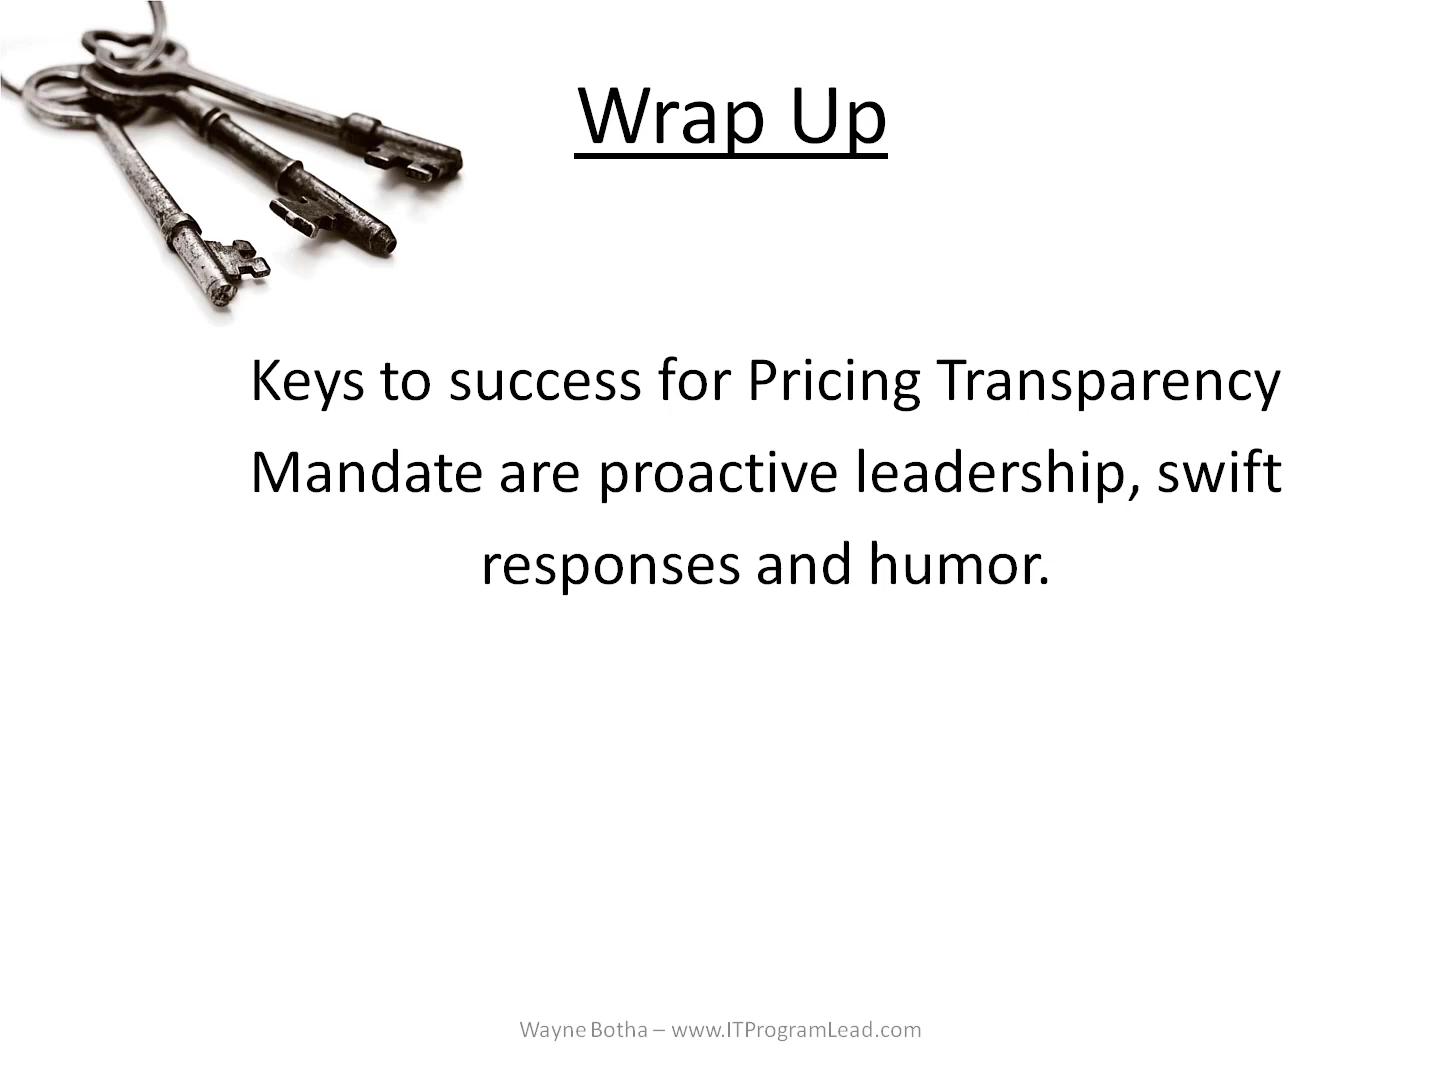 Wrap Up
Keys to success for Pricing Transparency
Mandate are proactive leadership, swift
responses and humor.
Wayne Botha – www.ITProgramLead.com